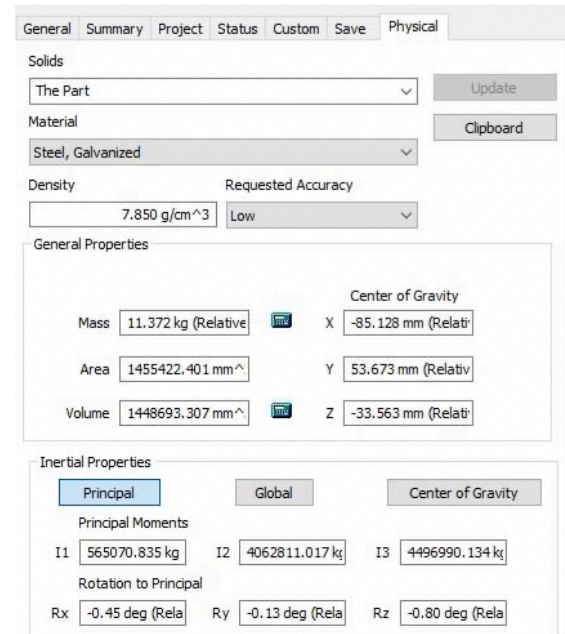 General Summary Project Status Custom Save Physical
Solids
The Part
Update
Material
Clipboard
Steel, Galvanized
Density Requested Accuracy
7.850 g/cm^3 Low
General Properties
Center of Gravity
Mass 11.372 kg (Relative X -85.128 mm (Relati
Area 1455422.401 mm^ Y 53.673 mm (Relativ
Volume 1448693.307 mm^ Z -33.563 mm (Relati
Inertial Properties
Principal Global Center of Gravity
Principal Moments
I1 565070.835 kg I2 4062811.017 kg I3 4496990.134 kg
Rotation to Principal
Rx -0.45 deg (Rela Ry -0.13 deg (Rela Rz -0.80 deg (Rela